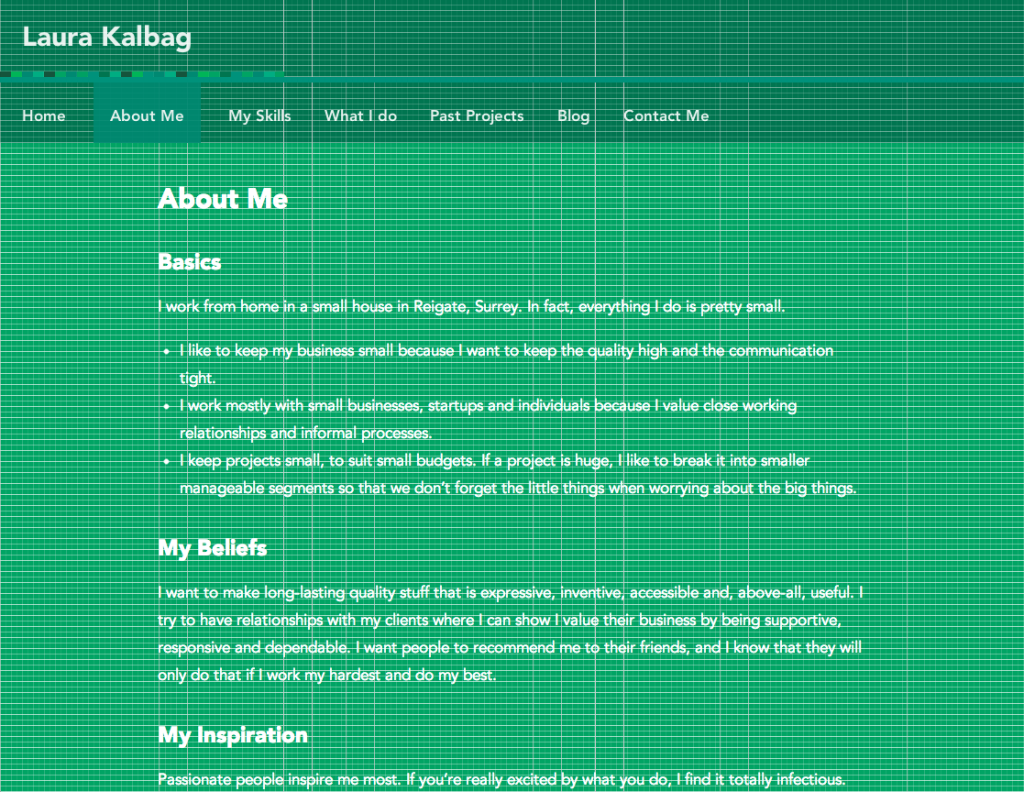 Laura Kalbag
Home About Me My Skills What I do Past Projects Blog Contact Me
About Me
Basics
I work from home in a small house in Reigate, Surrey. In fact, everything I do is pretty small.
• I like to keep my business small because I want to keep the quality high and the communication
tight.
• I work mostly with small businesses, startups and individuals because I value close working
relationships and informal processes.
• I keep projects small, to suit small budgets. If a project is huge, I like to break it into smaller
manageable segments so that we don't forget the little things when worrying about the big things.
My Beliefs
I want to make long-lasting quality stuff that is expressive, inventive, accessible and, above-all, useful. I
try to have relationships with my clients where I can show I value their business by being supportive,
responsive and dependable. I want people to recommend me to their friends, and I know that they will
only do that if I work my hardest and do my best.
My Inspiration
Passionate people inspire me most. If you're really excited by what you do, I find it totally infectious.